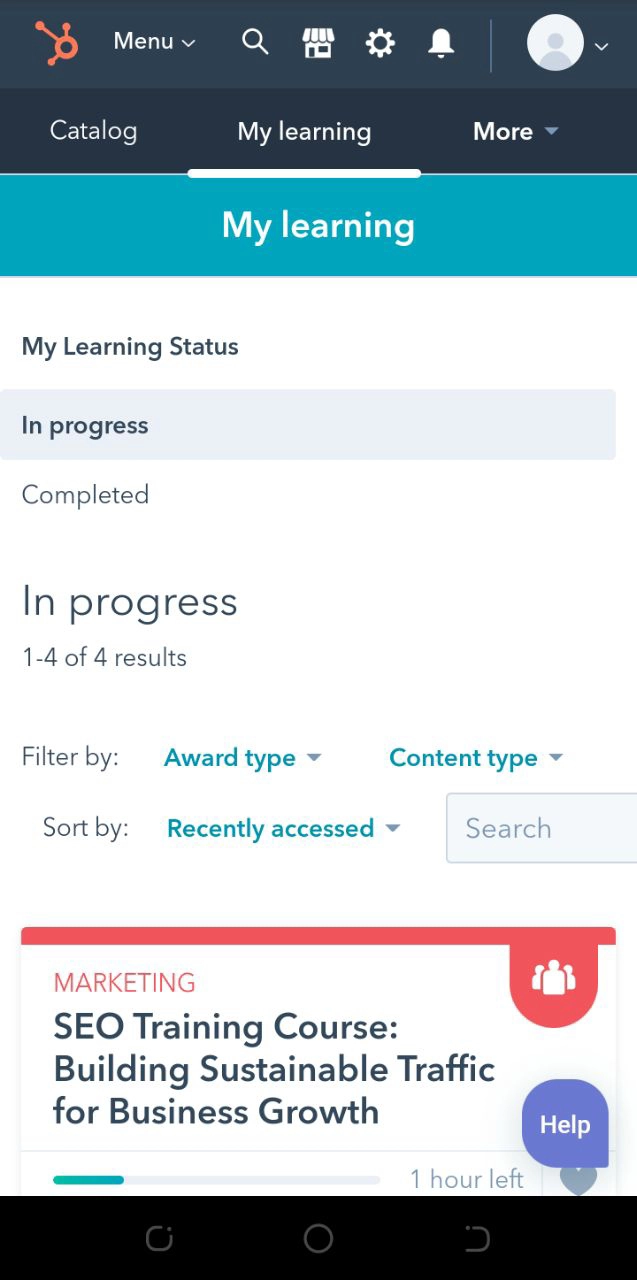 Menu
Catalog My learning More
My learning
My Learning Status
In progress
Completed
In progress
1-4 of 4 results
Filter by: Award type Content type
Sort by: Recently accessed Search
MARKETING
SEO Training Course:
Building Sustainable Traffic
for Business Growth
Help
1 hour left